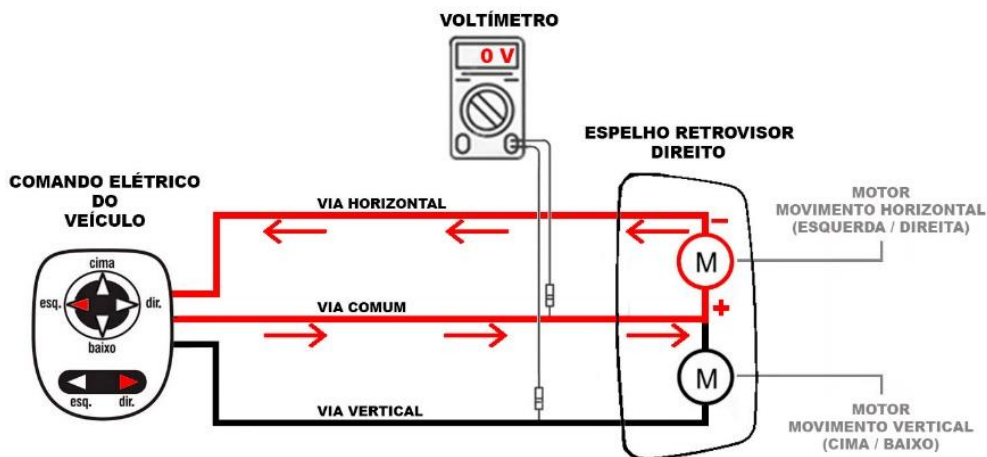 VOLTÍMETRO
0 V
ESPELHO RETROVISOR
DIREITO
COMANDO ELÉTRICO
DO
VEÍCULO
VIA HORIZONTAL
MOTOR
MOVIMENTO HORIZONTAL
(ESQUERDA / DIREITA)
–
M
+
cima
esq.
dir.
baixo
VIA COMUM
esq.
dir.
M
VIA VERTICAL
MOTOR
MOVIMENTO VERTICAL
(CIMA / BAIXO)